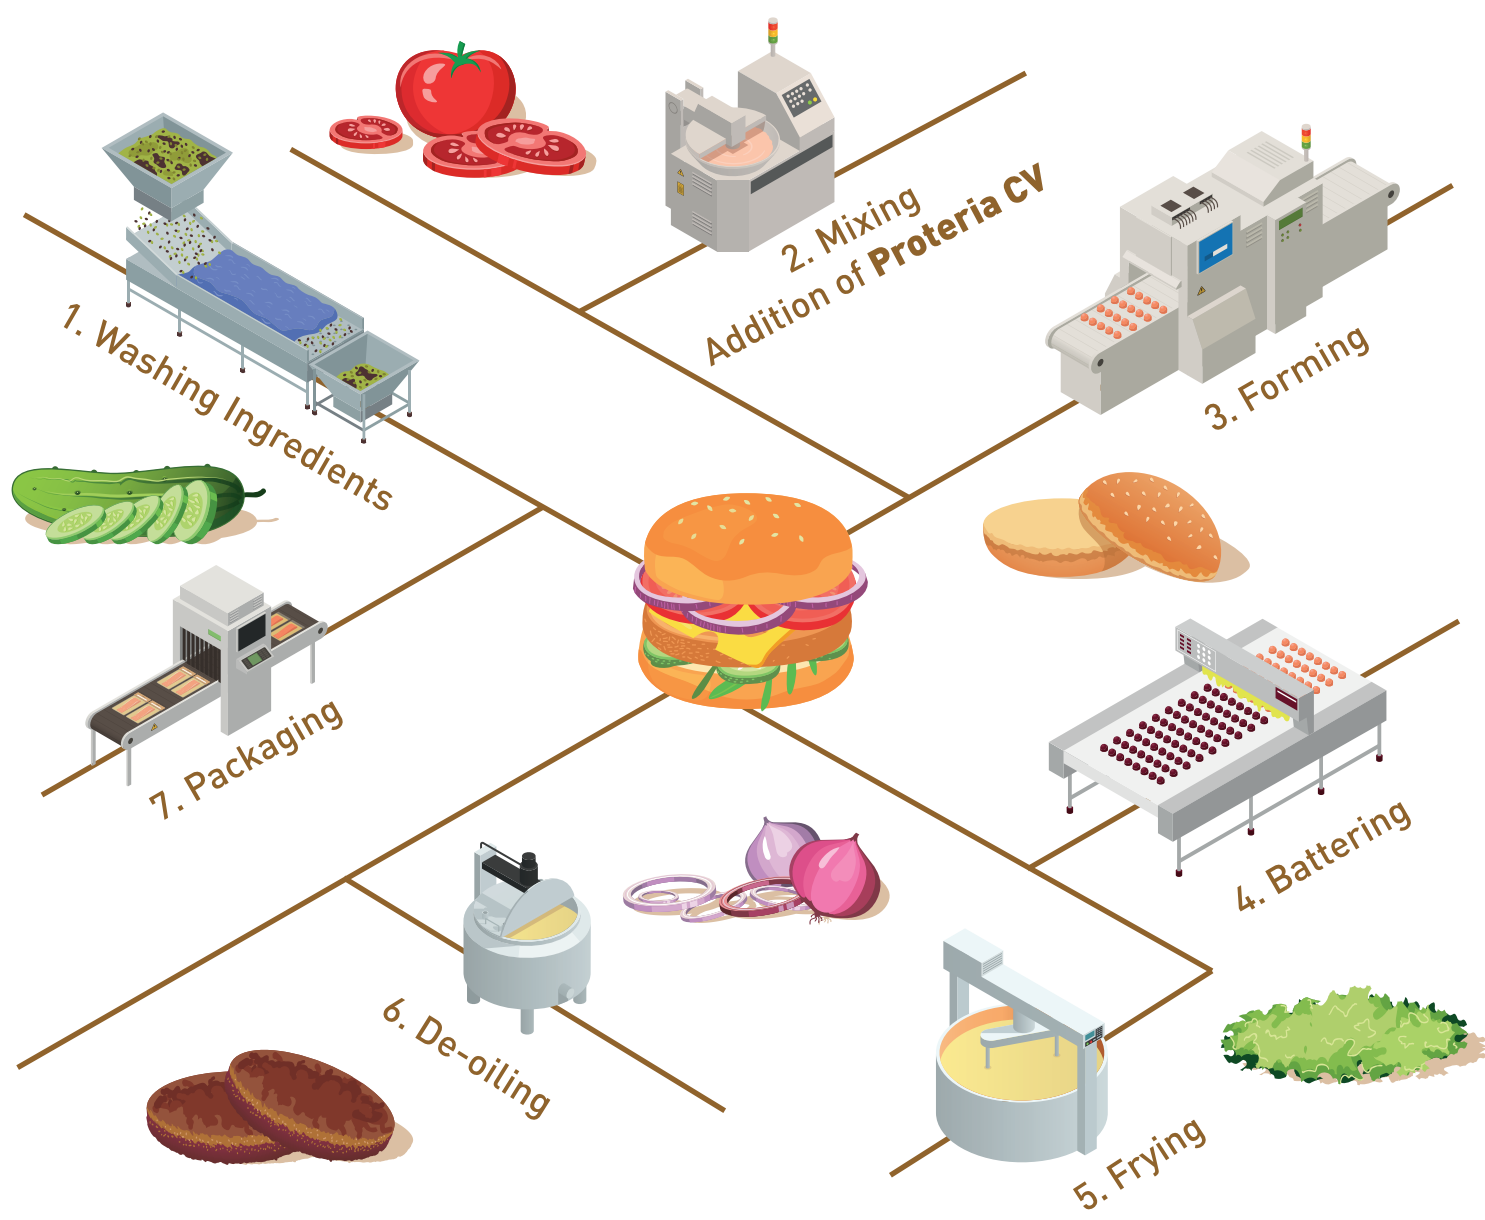 1. Washing Ingredients
2. Mixing
Addition of Proteria CV
3. Forming
4. Battering
5. Frying
6. De-oiling
7. Packaging